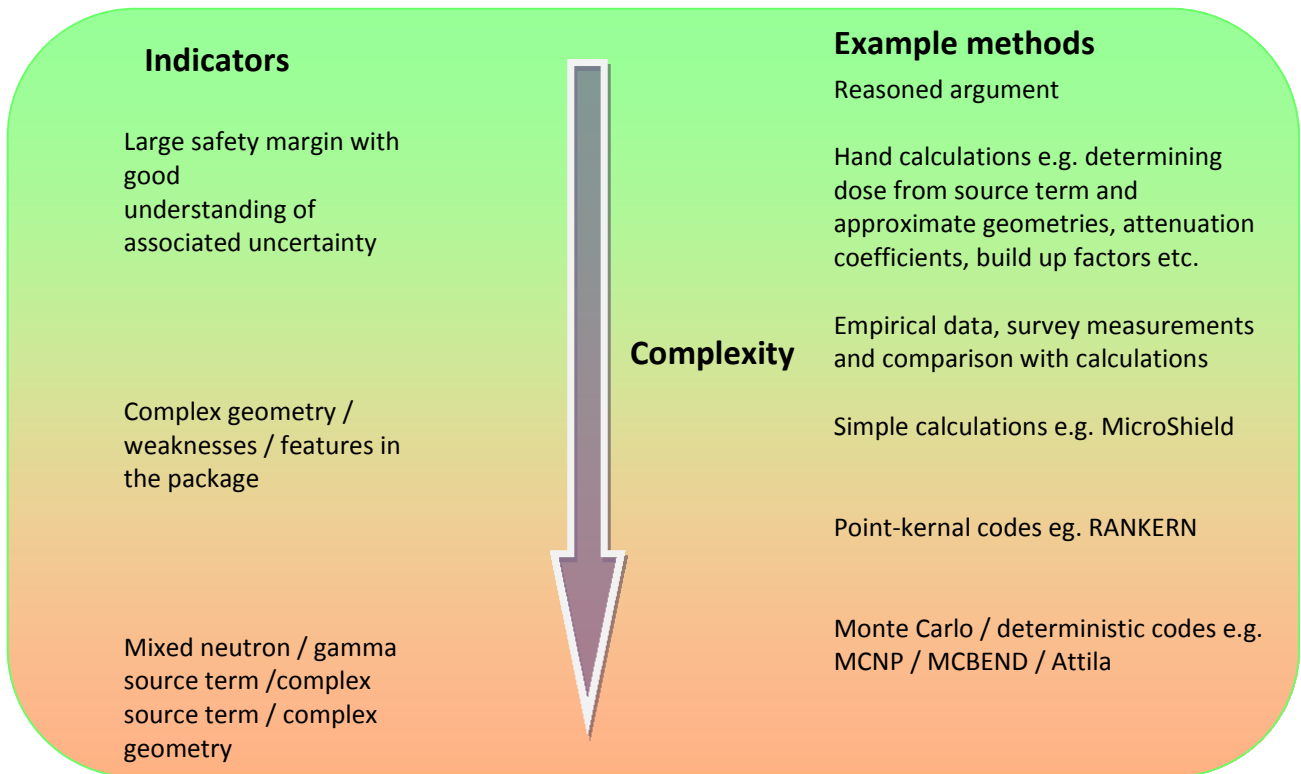 Indicators
Large safety margin with
good
understanding of
associated uncertainty
Complex geometry /
weaknesses / features in
the package
Mixed neutron / gamma
source term /complex
source term / complex
geometry
Complexity
Example methods
Reasoned argument
Hand calculations e.g. determining
dose from source term and
approximate geometries, attenuation
coefficients, build up factors etc.
Empirical data, survey measurements
and comparison with calculations
Simple calculations e.g. MicroShield
Point-kernal codes eg. RANKERN
Monte Carlo / deterministic codes e.g.
MCNP / MCBEND / Attila